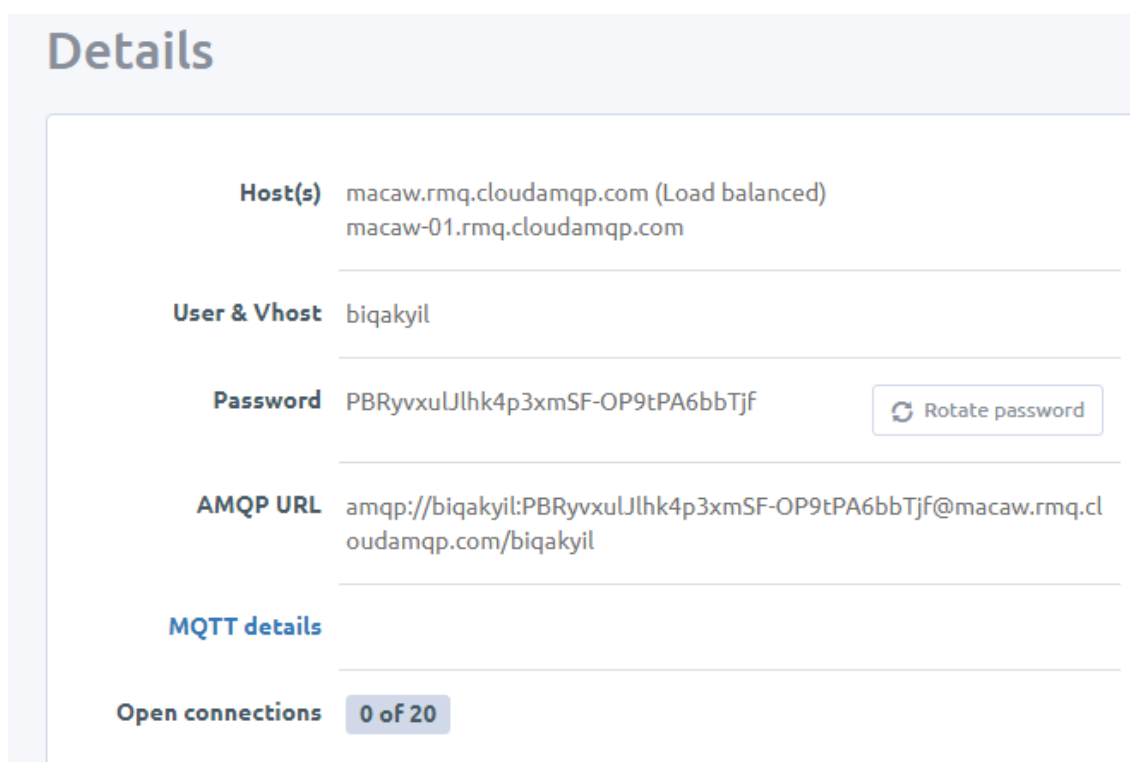 Details
Host(s) macaw.rmq.cloudamqp.com (Load balanced)
macaw-01.rmq.cloudamqp.com
User & Vhost biqakyil
Password PBRyvxulJlhk4p3xmSF-OP9tPA6bbTjf Rotate password
AMQP URL amqp://biqakyil:PBRyvxulJlhk4p3xmSF-OP9tPA6bbTjf@macaw.rmq.cl
oudamqp.com/biqakyil
MQTT details
Open connections 0 of 20